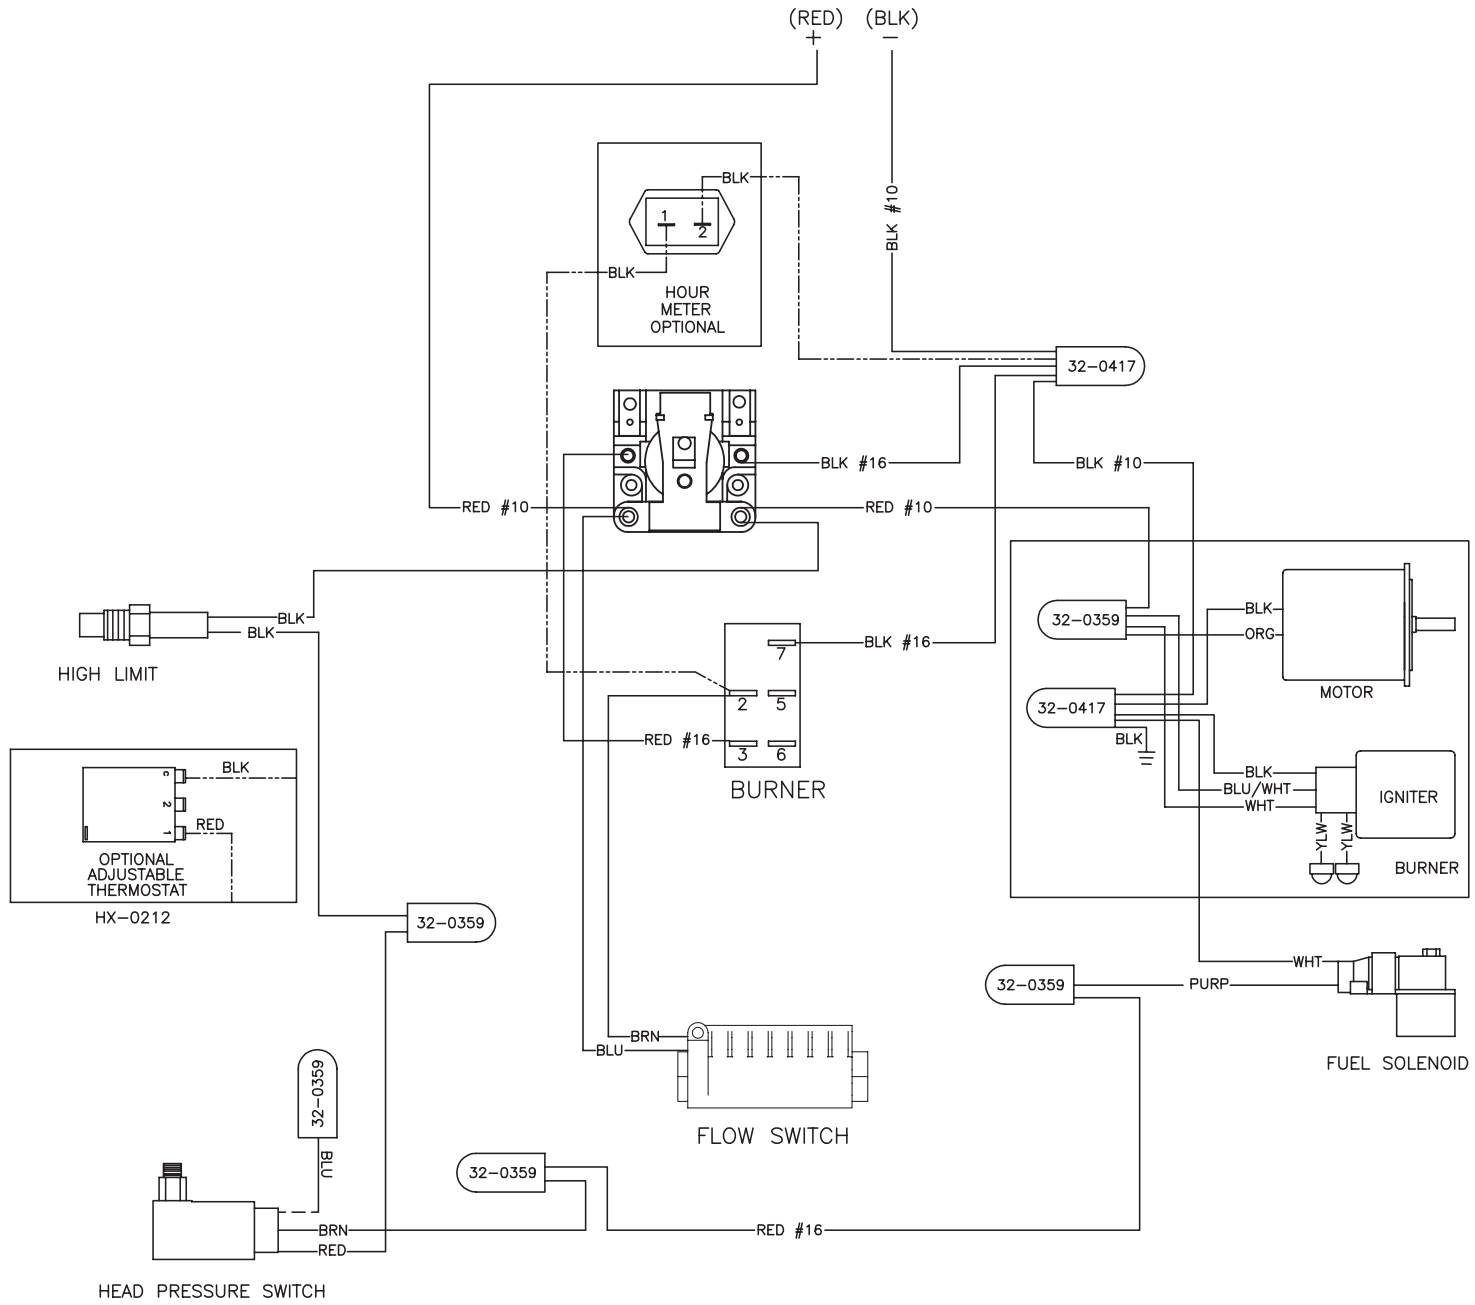 (RED) (BLK)
+ −
BLK #10
BLK
1
2
BLK
HOUR
METER
OPTIONAL
32-0417
BLK #16
BLK #10
RED #10
RED #10
BLK
BLK
HIGH LIMIT
32-0359
BLK
ORG
MOTOR
BLK #16
7
2 5
RED #16
3 6
BURNER
32-0417
BLK
BLK
BLU/WHT
WHT
IGNITER
YLW
YLW
BURNER
C
2
1
BLK
RED
OPTIONAL
ADJUSTABLE
THERMOSTAT
HX-0212
32-0359
32-0359
WHT
PURP
FUEL SOLENOID
BRN
BLU
FLOW SWITCH
32-0359
BLU
32-0359
BRN
RED
RED #16
HEAD PRESSURE SWITCH